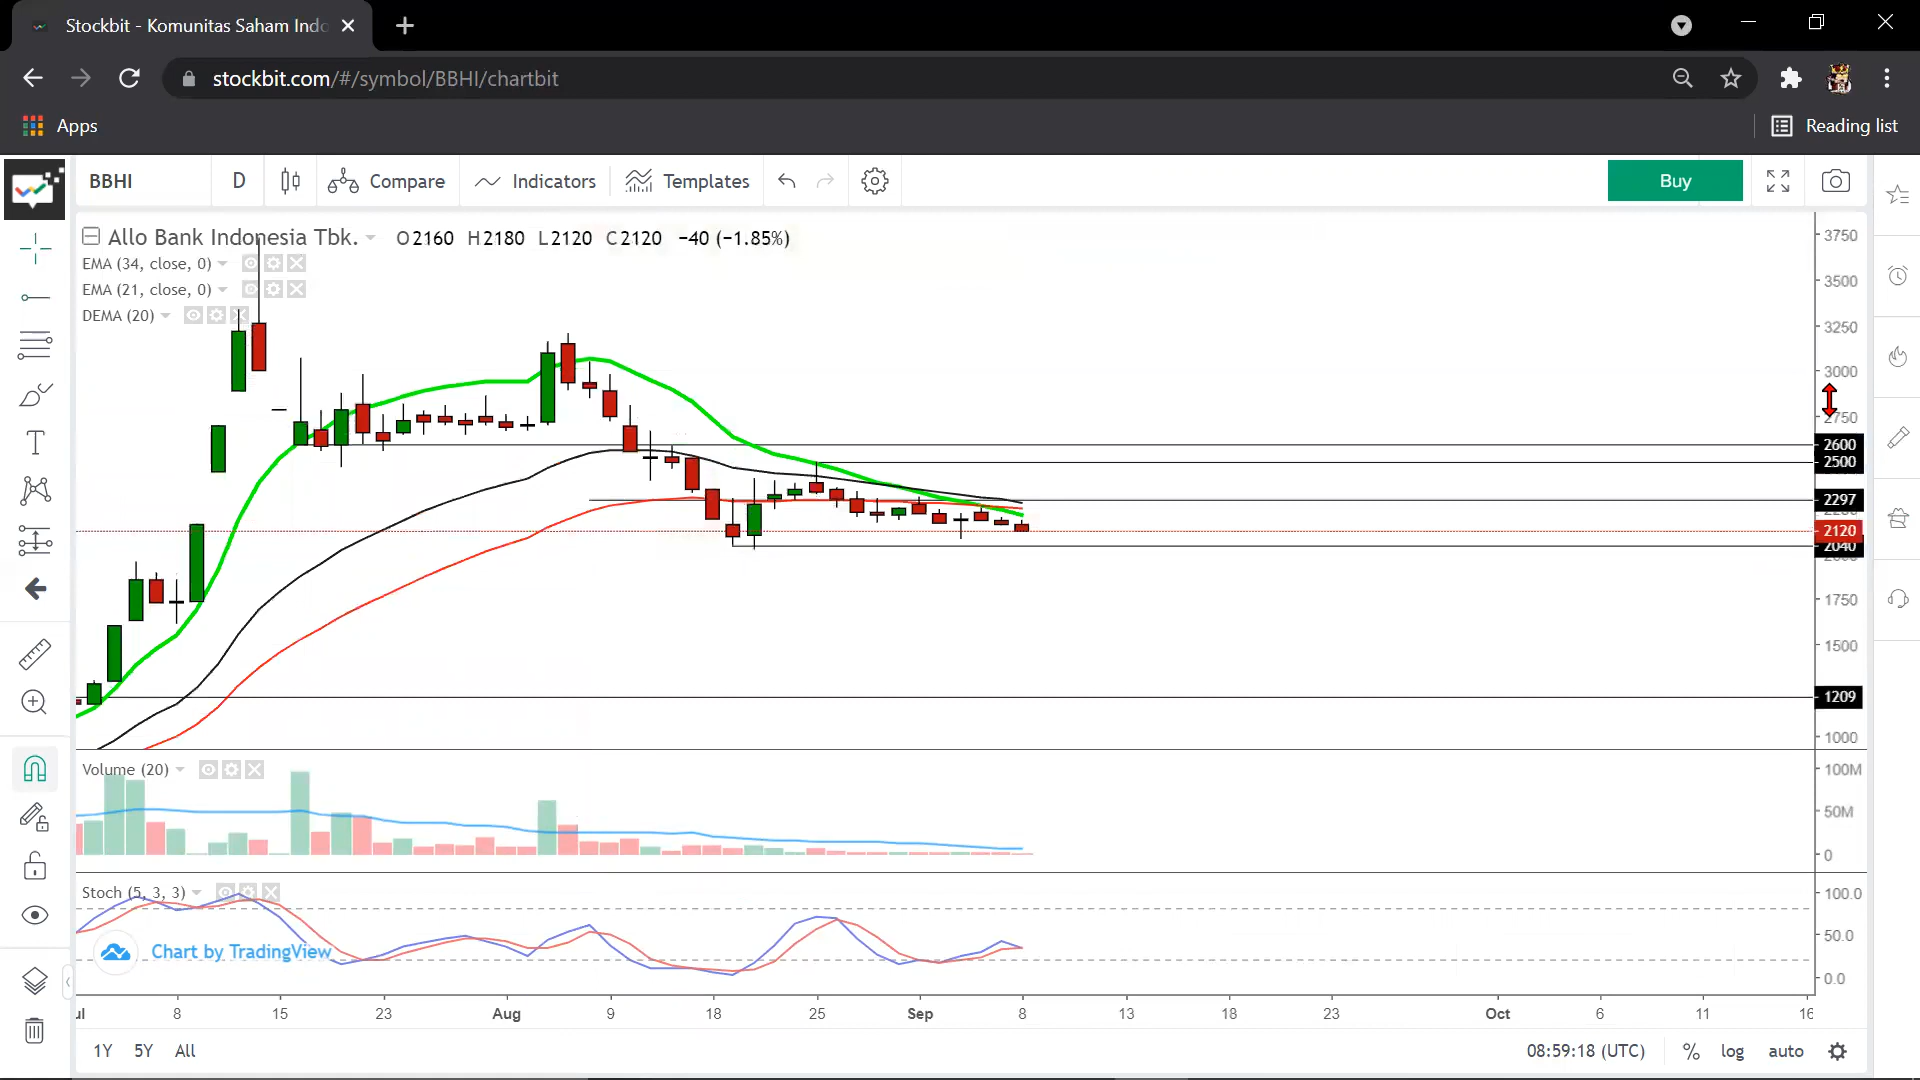 Stockbit - Komunitas Saham Indo
stockbit.com/#/symbol/BBHI/chartbit
Apps
Reading list
BBHI
D
Compare
Indicators
Templates
Buy
Allo Bank Indonesia Tbk.
O2160 H2180 L2120 C2120 −40 (−1.85%)
EMA (34, close, 0)
EMA (21, close, 0)
DEMA (20)
3750
3500
3250
3000
2750
2600
2500
2297
2120
2040
1750
1500
1209
1000
Volume (20)
100M
50M
0
Stoch (5, 3, 3)
100.0
50.0
0.0
Chart by TradingView
ul 8 15 23 Aug 9 18 25 Sep 8 13 18 23 Oct 6 11 16
1Y 5Y All
08:59:18 (UTC) % log auto